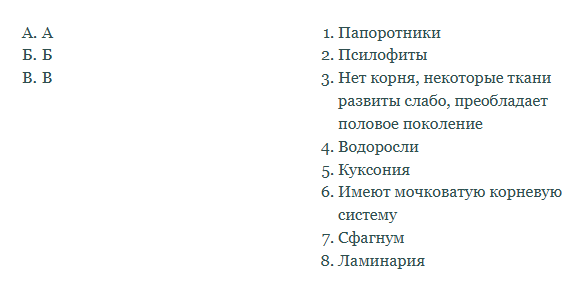 А. А
Б. Б
В. В
1. Папоротники
2. Псилофиты
3. Нет корня, некоторые ткани
развиты слабо, преобладает
половое поколение
4. Водоросли
5. Куксония
6. Имеют мочковатую корневую
систему
7. Сфагнум
8. Ламинария